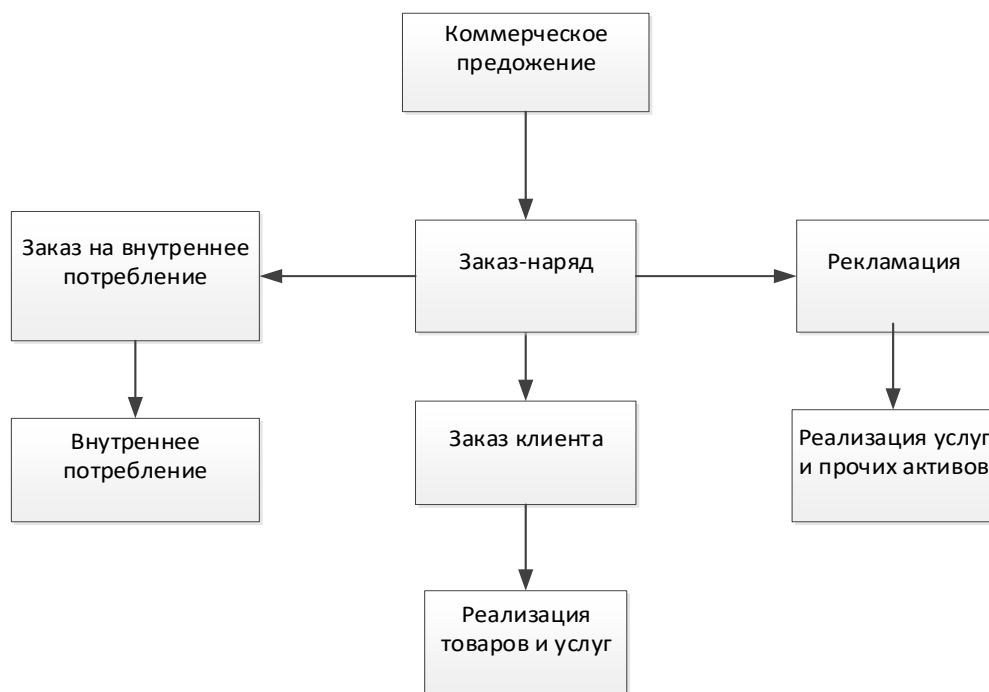 Коммерческое
предожение
Заказ на внутреннее
потребление
Заказ-наряд
Рекламация
Внутреннее
потребление
Заказ клиента
Реализация услуг
и прочих активов
Реализация
товаров и услуг